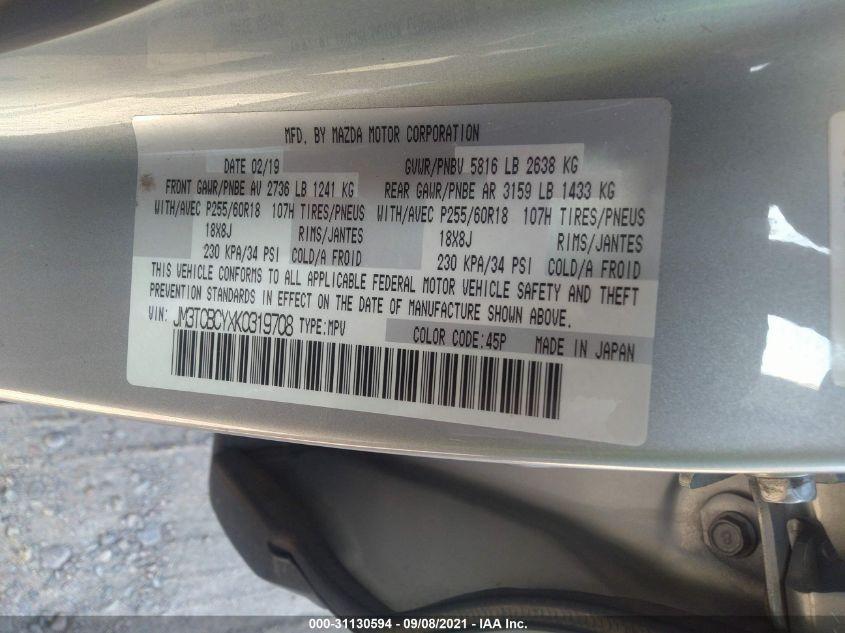 MFD. BY MAZDA MOTOR CORPORATION
DATE 02/19 GVWR/PNBV 5816 LB 2638 KG
FRONT GAWR/PNBE AV 2736 LB 1241 KG REAR GAWR/PNBE AR 3159 LB 1433 KG
WITH/AVEC P255/60R18 107H TIRES/PNEUS WITH/AVEC P255/60R18 107H TIRES/PNEUS
18X8J RIMS/JANTES 18X8J RIMS/JANTES
230 KPA/34 PSI COLD/A FROID 230 KPA/34 PSI COLD/A FROID
THIS VEHICLE CONFORMS TO ALL APPLICABLE FEDERAL MOTOR VEHICLE SAFETY AND THEFT
PREVENTION STANDARDS IN EFFECT ON THE DATE OF MANUFACTURE SHOWN ABOVE.
VIN: JM3TCBCYXK0319708 TYPE:MPV COLOR CODE:45P MADE IN JAPAN
000-31130594 - 09/08/2021 - IAA Inc.